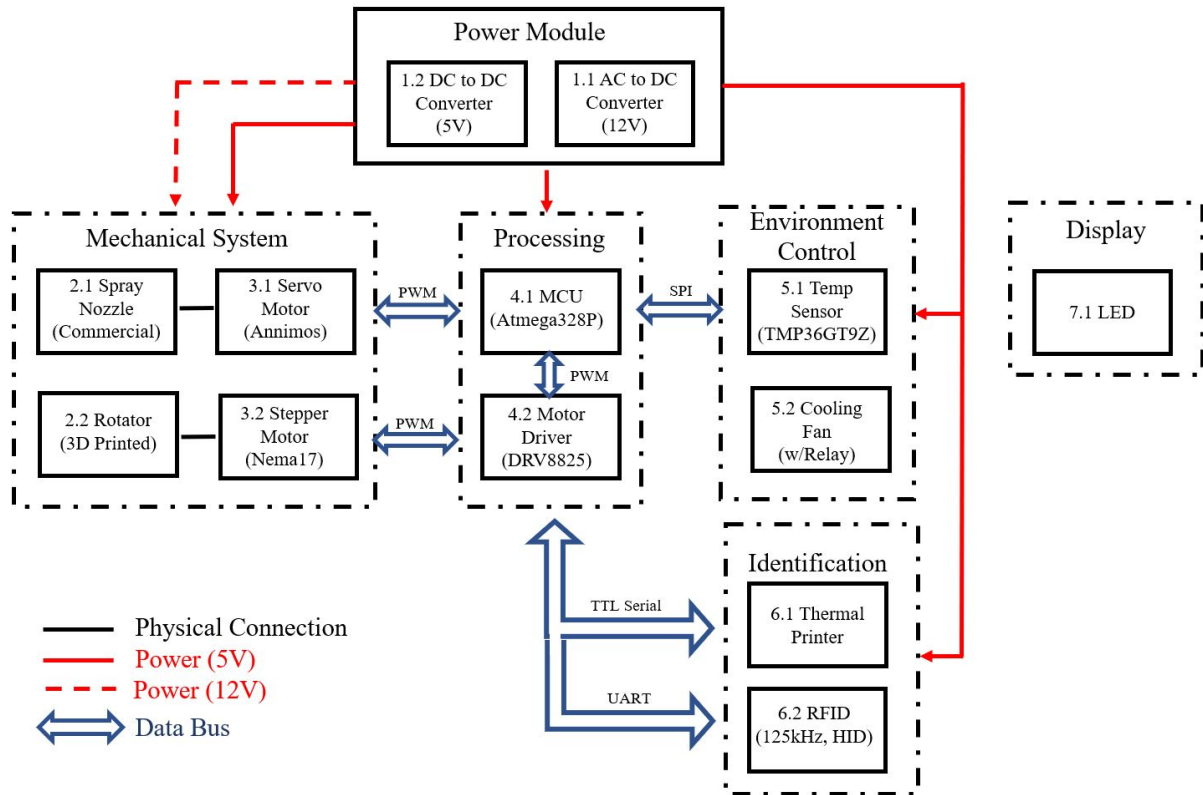 Power Module
1.2 DC to DC
Converter
(5V)
1.1 AC to DC
Converter
(12V)
Mechanical System
2.1 Spray
Nozzle
(Commercial)
3.1 Servo
Motor
(Annimos)
2.2 Rotator
(3D Printed)
3.2 Stepper
Motor
(Nema17)
PWM
PWM
Processing
4.1 MCU
(Atmega328P)
PWM
4.2 Motor
Driver
(DRV8825)
SPI
Environment
Control
5.1 Temp
Sensor
(TMP36GT9Z)
5.2 Cooling
Fan
(w/Relay)
Display
7.1 LED
TTL Serial
UART
Identification
6.1 Thermal
Printer
6.2 RFID
(125kHz, HID)
Physical Connection
Power (5V)
Power (12V)
Data Bus